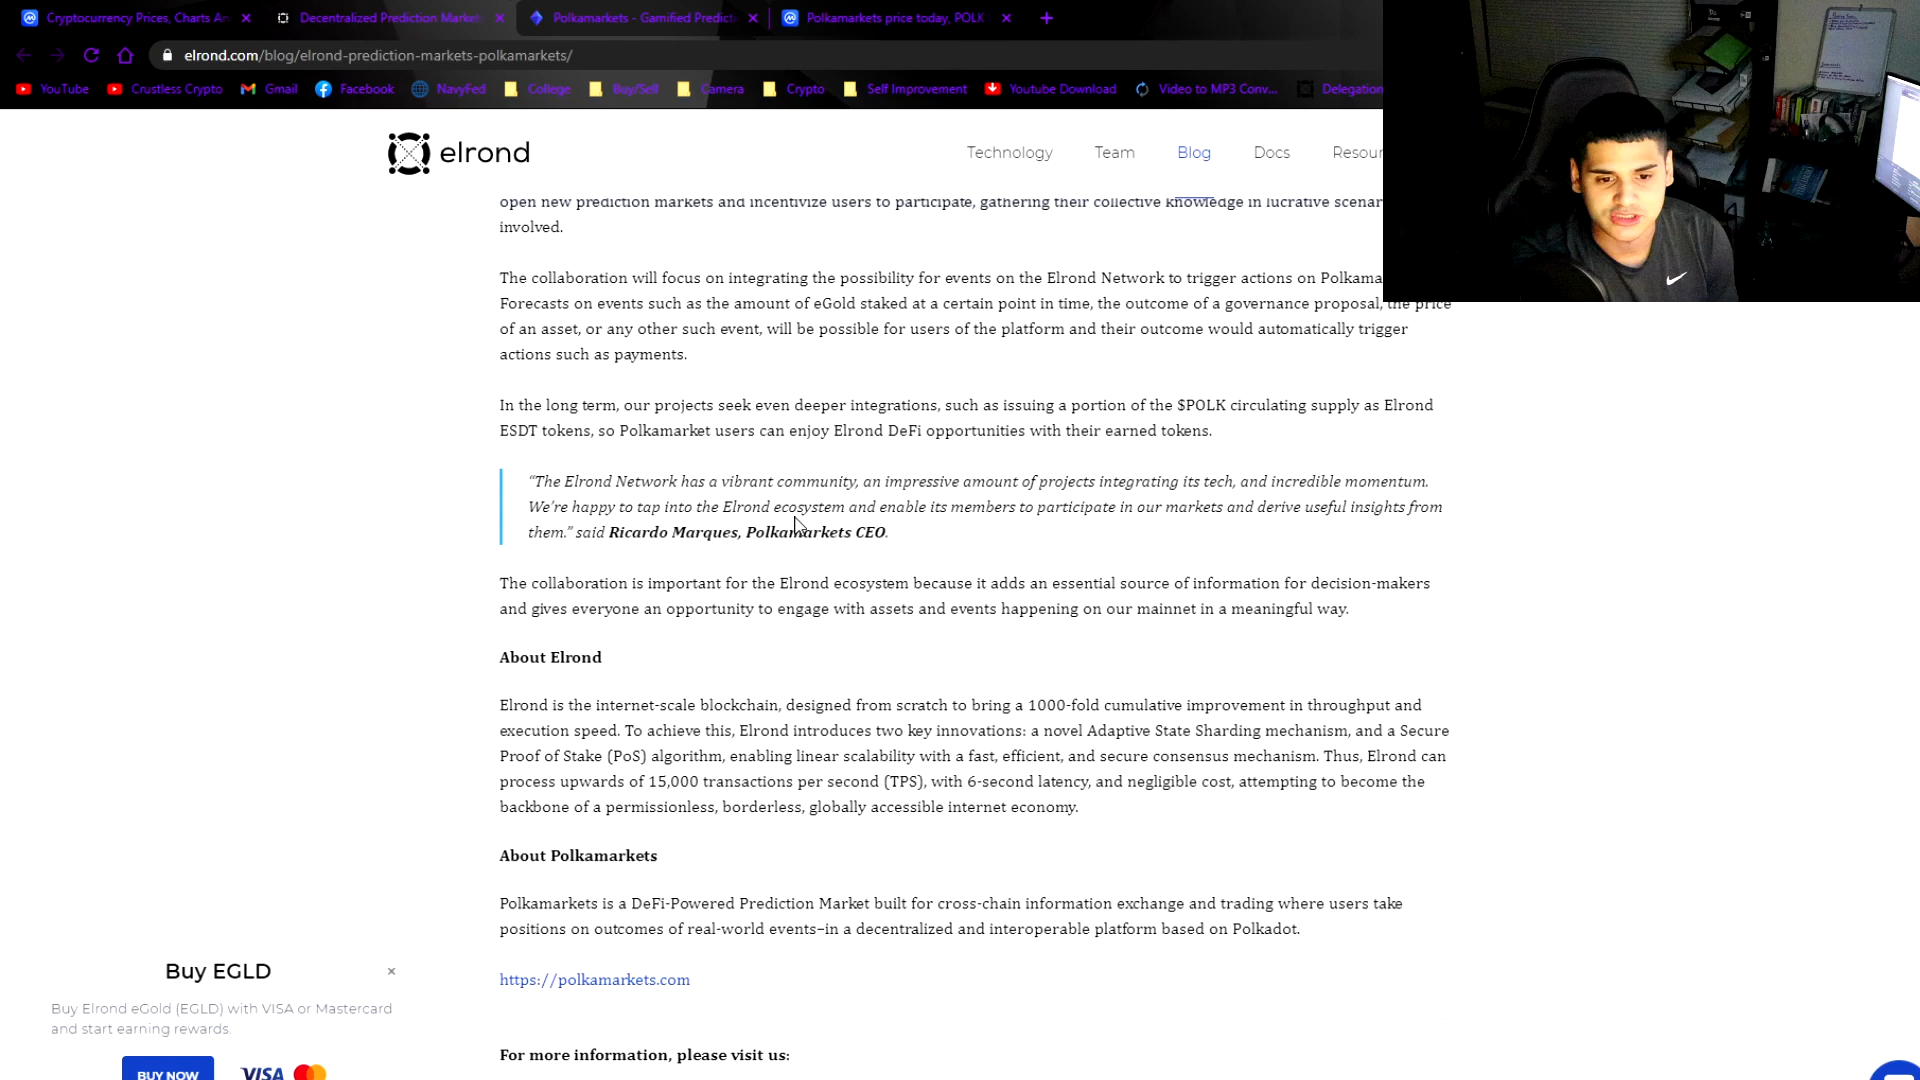 Cryptocurrency Prices, Charts An
Decentralized Prediction Market
Polkamarkets - Gamified Predict
Polkamarkets price today, POLK
elrond.com/blog/elrond-prediction-markets-polkamarkets/
YouTube Crustless Crypto Gmail Facebook NavyFed College Buy/Sell Camera Crypto Self Improvement Youtube Download Video to MP3 Conv... Delegation
elrond Technology Team Blog Docs Resour
open new prediction markets and incentivize users to participate, gathering their collective knowledge in lucrative scenar
involved.
The collaboration will focus on integrating the possibility for events on the Elrond Network to trigger actions on Polkama
Forecasts on events such as the amount of eGold staked at a certain point in time, the outcome of a governance proposal, the price
of an asset, or any other such event, will be possible for users of the platform and their outcome would automatically trigger
actions such as payments.
In the long term, our projects seek even deeper integrations, such as issuing a portion of the $POLK circulating supply as Elrond
ESDT tokens, so Polkamarket users can enjoy Elrond DeFi opportunities with their earned tokens.
“The Elrond Network has a vibrant community, an impressive amount of projects integrating its tech, and incredible momentum.
We’re happy to tap into the Elrond ecosystem and enable its members to participate in our markets and derive useful insights from
them.” said Ricardo Marques, Polkamarkets CEO.
The collaboration is important for the Elrond ecosystem because it adds an essential source of information for decision-makers
and gives everyone an opportunity to engage with assets and events happening on our mainnet in a meaningful way.
About Elrond
Elrond is the internet-scale blockchain, designed from scratch to bring a 1000-fold cumulative improvement in throughput and
execution speed. To achieve this, Elrond introduces two key innovations: a novel Adaptive State Sharding mechanism, and a Secure
Proof of Stake (PoS) algorithm, enabling linear scalability with a fast, efficient, and secure consensus mechanism. Thus, Elrond can
process upwards of 15,000 transactions per second (TPS), with 6-second latency, and negligible cost, attempting to become the
backbone of a permissionless, borderless, globally accessible internet economy.
About Polkamarkets
Polkamarkets is a DeFi-Powered Prediction Market built for cross-chain information exchange and trading where users take
positions on outcomes of real-world events–in a decentralized and interoperable platform based on Polkadot.
https://polkamarkets.com
For more information, please visit us:
Buy EGLD
Buy Elrond eGold (EGLD) with VISA or Mastercard
and start earning rewards.
BUY NOW VISA